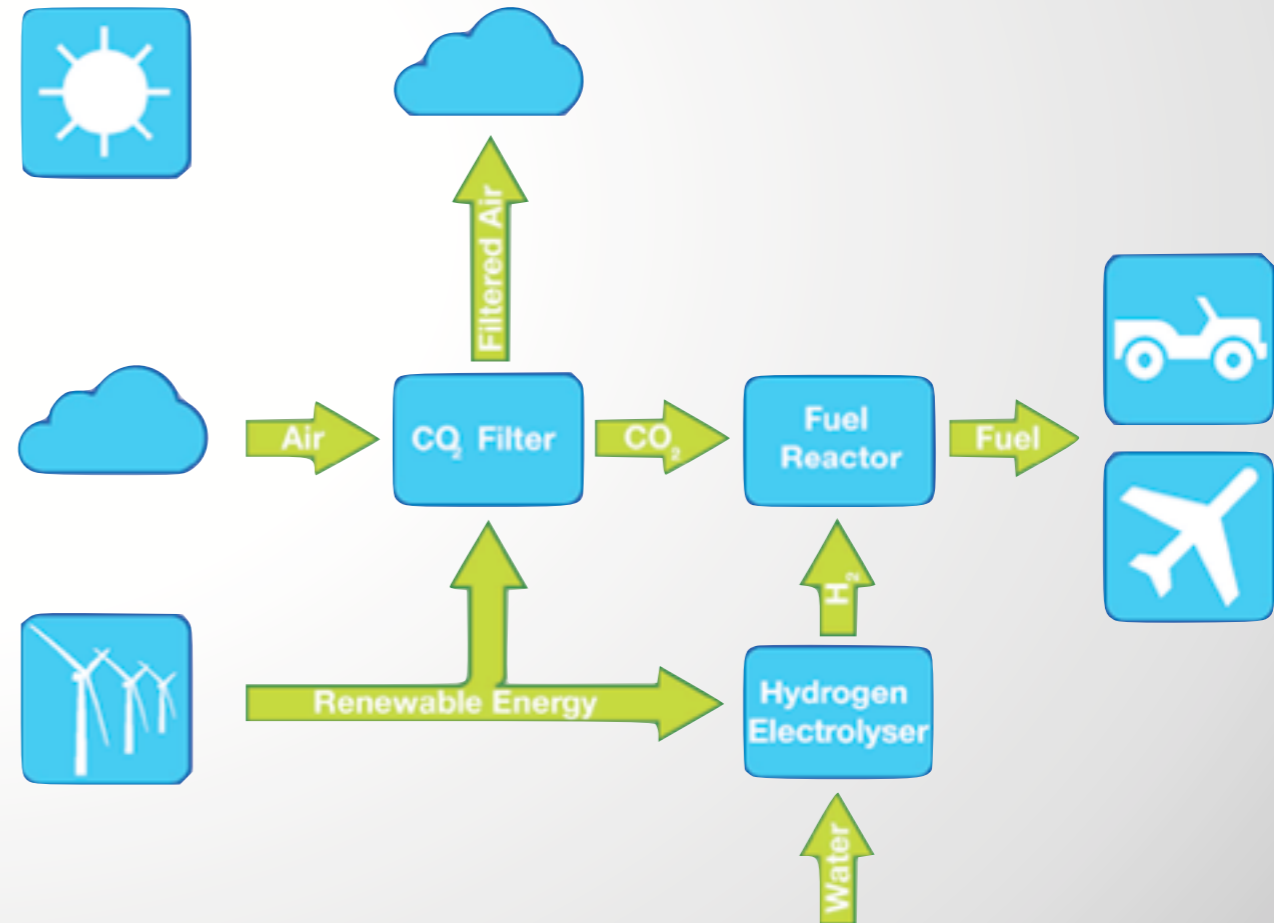 Filtered Air
Air
CO₂ Filter
CO₂
Fuel
Reactor
Fuel
H₂
Renewable Energy
Hydrogen
Electrolyser
Water